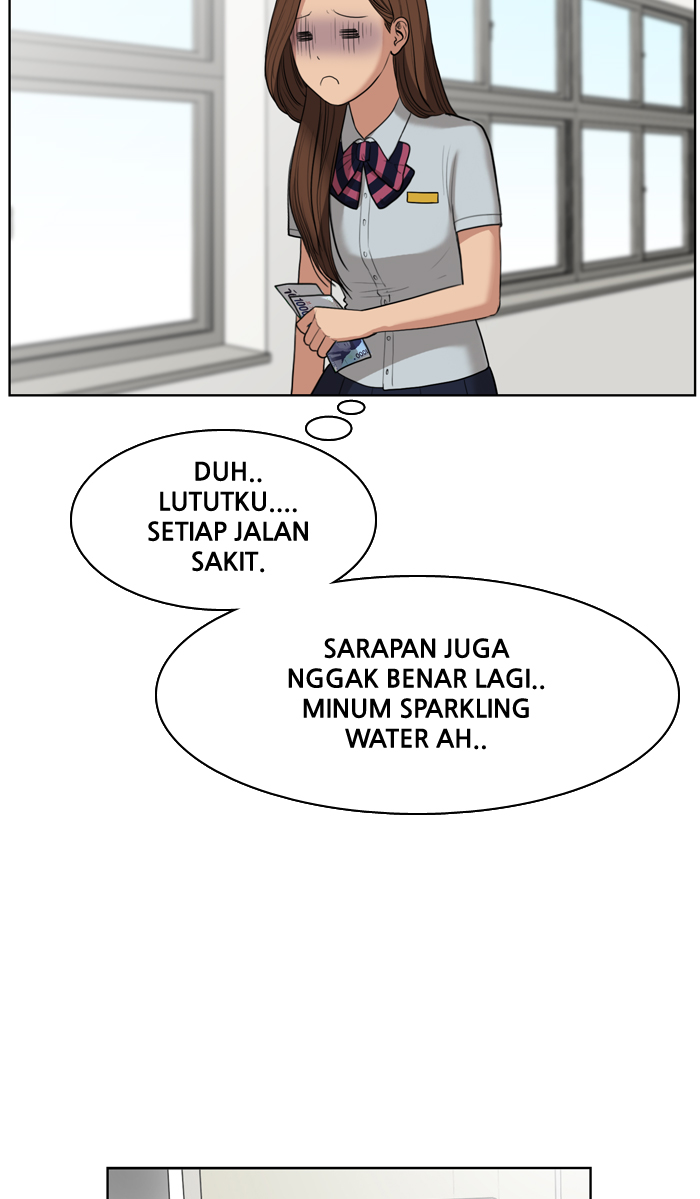 DUH..
LUTUTKU....
SETIAP JALAN
SAKIT.
SARAPAN JUGA
NGGAK BENAR LAGI..
MINUM SPARKLING
WATER AH..